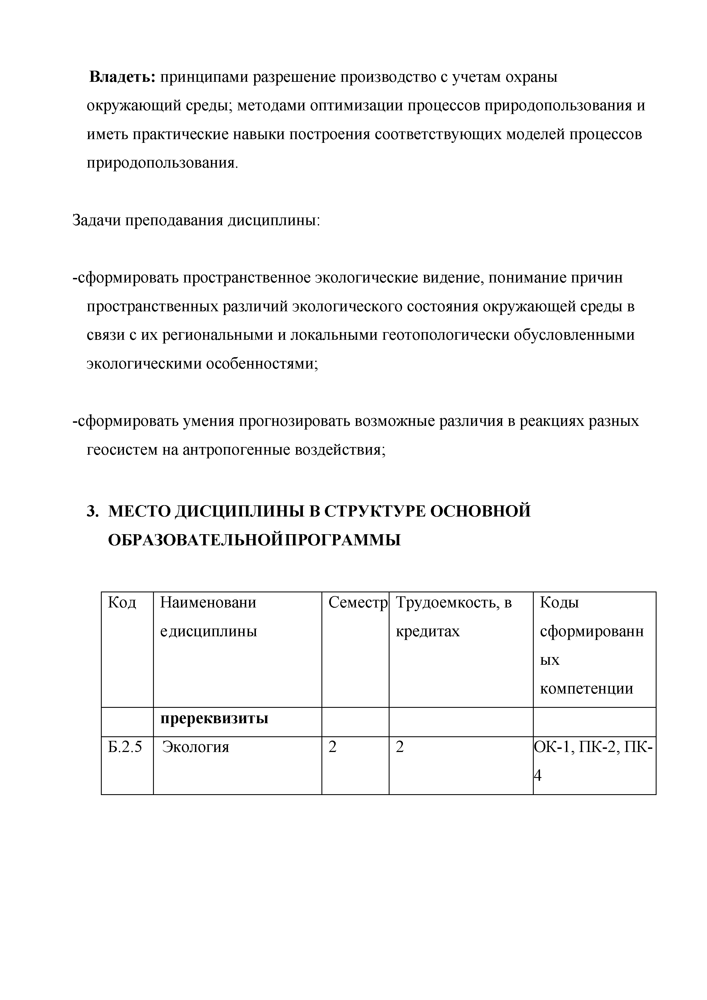 Владеть: принципами разрешение производство с учетам охраны
окружающий среды; методами оптимизации процессов природопользования и
иметь практические навыки построения соответствующих моделей процессов
природопользования.
Задачи преподавания дисциплины:
-сформировать пространственное экологические видение, понимание причин
пространственных различий экологического состояния окружающей среды в
связи с их региональными и локальными геотопологически обусловленными
экологическими особенностями;
-сформировать умения прогнозировать возможные различия в реакциях разных
геосистем на антропогенные воздействия;
3. МЕСТО ДИСЦИПЛИНЫ В СТРУКТУРЕ ОСНОВНОЙ
ОБРАЗОВАТЕЛЬНОЙПРОГРАММЫ
Код Наименовани Семестр Трудоемкость, в Коды
едисциплины кредитах сформированн
ых
компетенции
пререквизиты
Б.2.5 Экология 2 2 ОК-1, ПК-2, ПК-
4